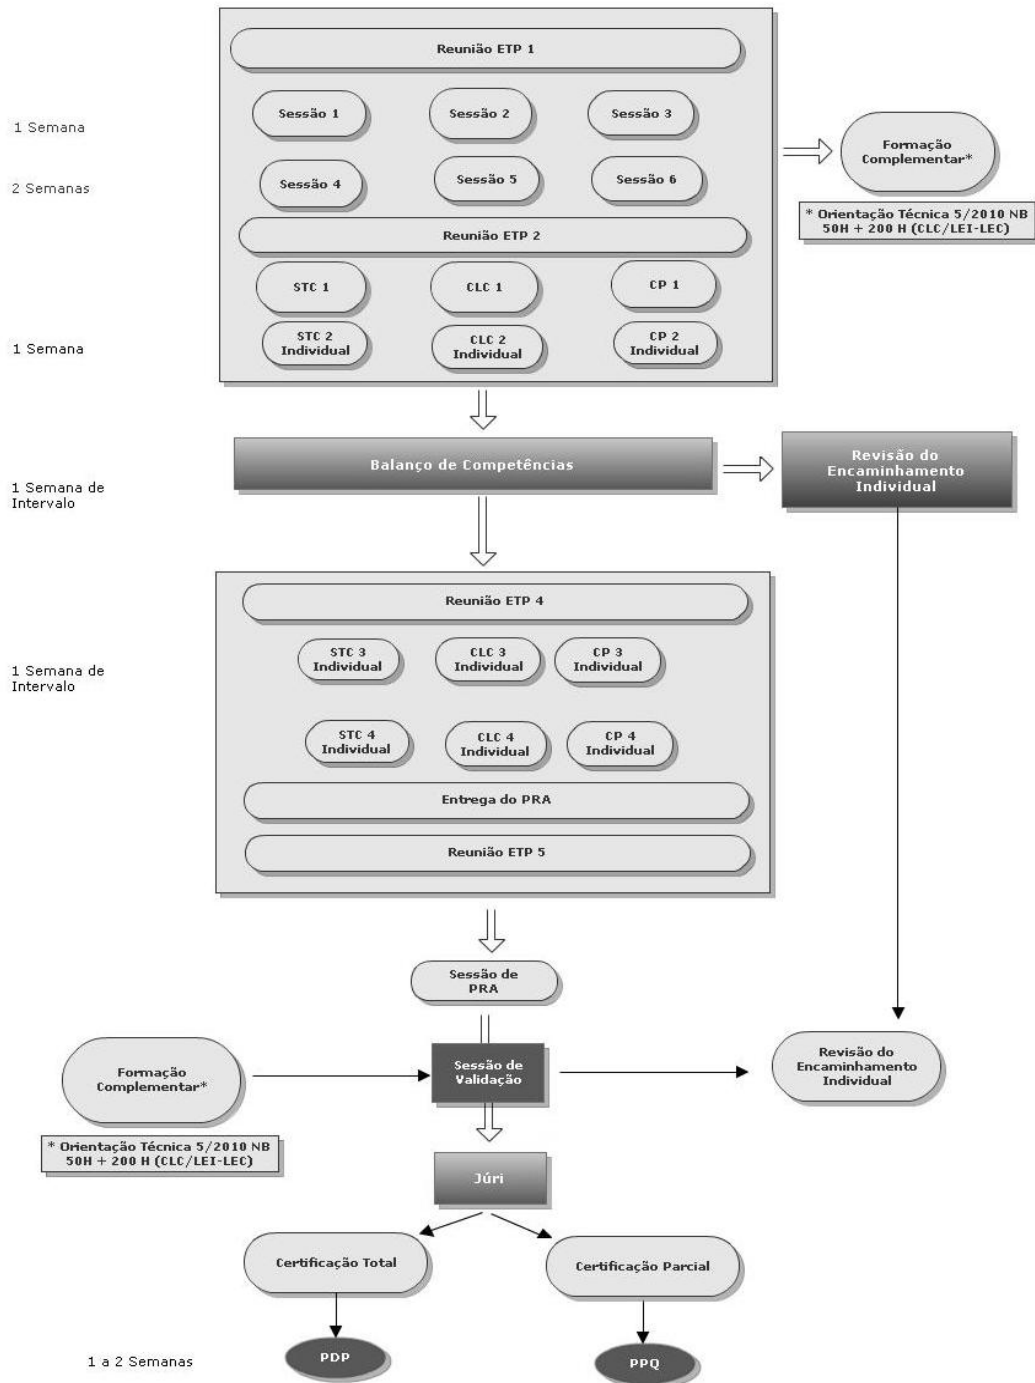 Reunião ETP 1
1 Semana
Sessão 1
Sessão 2
Sessão 3
Formação
Complementar*
2 Semanas
Sessão 4
Sessão 5
Sessão 6
* Orientação Técnica 5/2010 NB
50H + 200 H (CLC/LEI-LEC)
Reunião ETP 2
STC 1
CLC 1
CP 1
1 Semana
STC 2
Individual
CLC 2
Individual
CP 2
Individual
Balanço de Competências
Revisão do
Encaminhamento
Individual
1 Semana de
Intervalo
Reunião ETP 4
1 Semana de
Intervalo
STC 3
Individual
CLC 3
Individual
CP 3
Individual
STC 4
Individual
CLC 4
Individual
CP 4
Individual
Entrega do PRA
Reunião ETP 5
Sessão de
PRA
Formação
Complementar*
Sessão de
Validação
Revisão do
Encaminhamento
Individual
* Orientação Técnica 5/2010 NB
50H + 200 H (CLC/LEI-LEC)
Júri
Certificação Total
Certificação Parcial
1 a 2 Semanas
PDP
PPQ